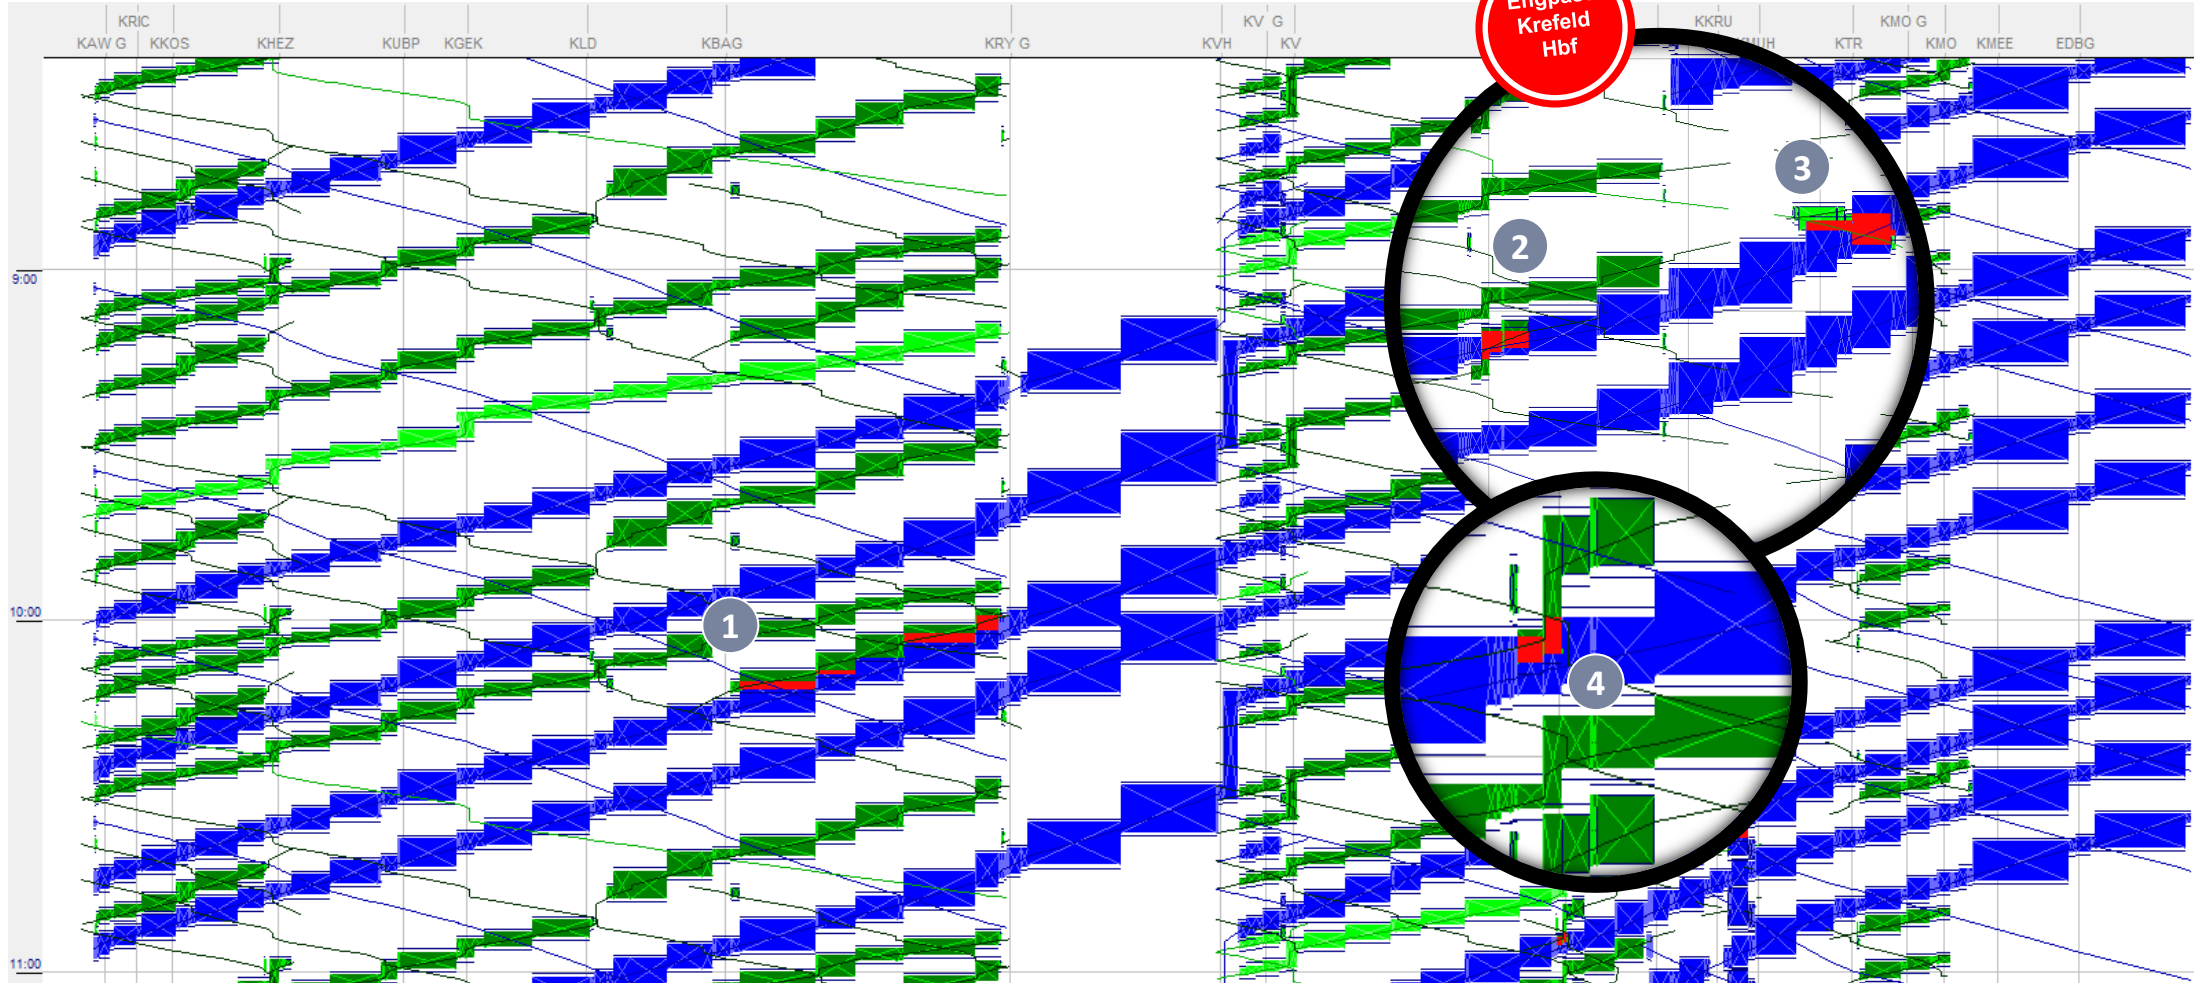 KRIC
KV G
KKRU
KMO G
KAW G
KKOS
KHEZ
KUBP
KGEK
KLD
KBAG
KRY G
KVH
KV
KTR
KMO
KMEE
EDBG
Krefeld
Hbf
3
2
9:00
1
10:00
4
11:00